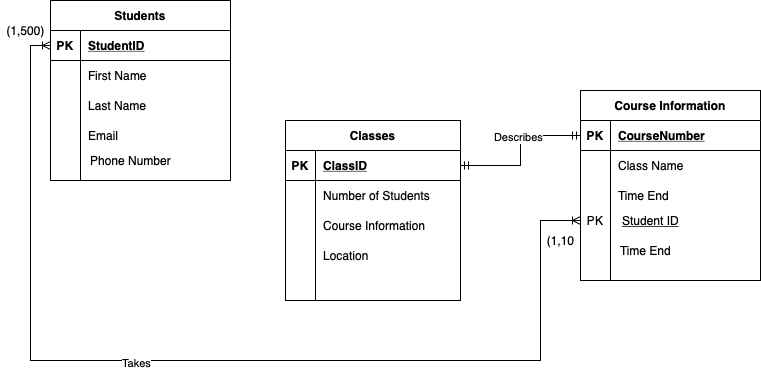 Students
(1,500)
PK StudentID
First Name
Last Name
Email
Phone Number
Classes
PK ClassID
Number of Students
Course Information
Location
Describes
Course Information
PK CourseNumber
Class Name
Time End
PK Student ID
Time End
(1,10
Takes